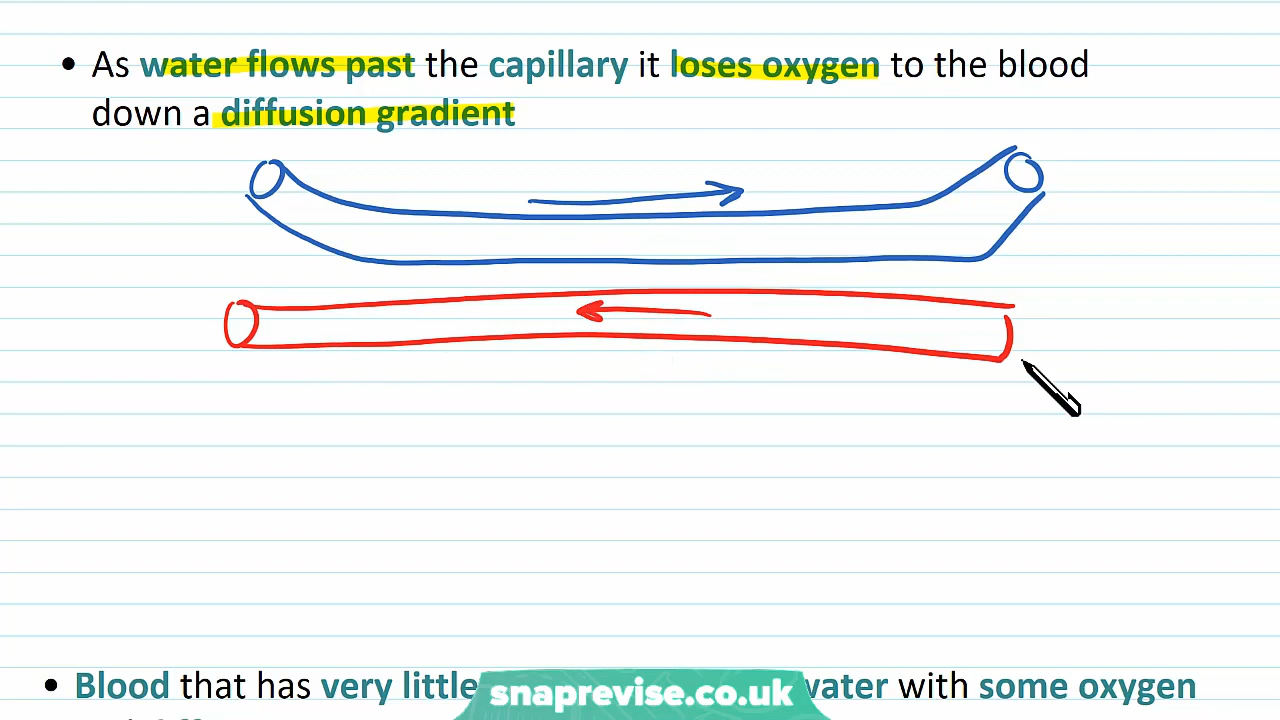 • As water flows past the capillary it loses oxygen to the blood
down a diffusion gradient
• Blood that has very little water with some oxygen
snaprevise.co.uk